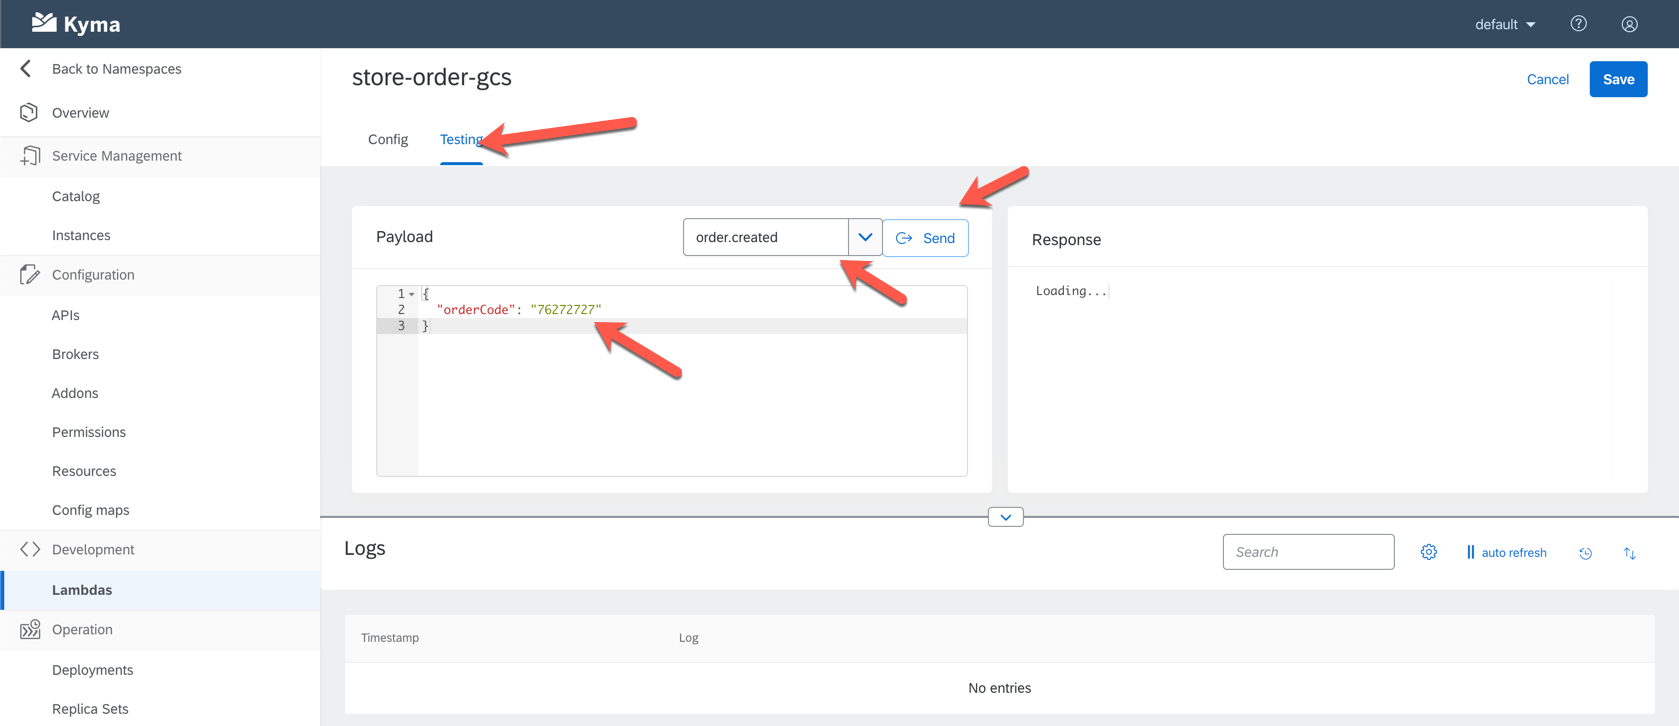 Kyma
default
Back to Namespaces
Overview
Service Management
Catalog
Instances
Configuration
APIs
Brokers
Addons
Permissions
Resources
Config maps
Development
Lambdas
Operation
Deployments
Replica Sets
store-order-gcs
Cancel
Save
Config
Testing
Payload
order.created
Send
1 {
2 "orderCode": "76272727"
3 }
Response
Loading...
Logs
Search
auto refresh
Timestamp Log
No entries